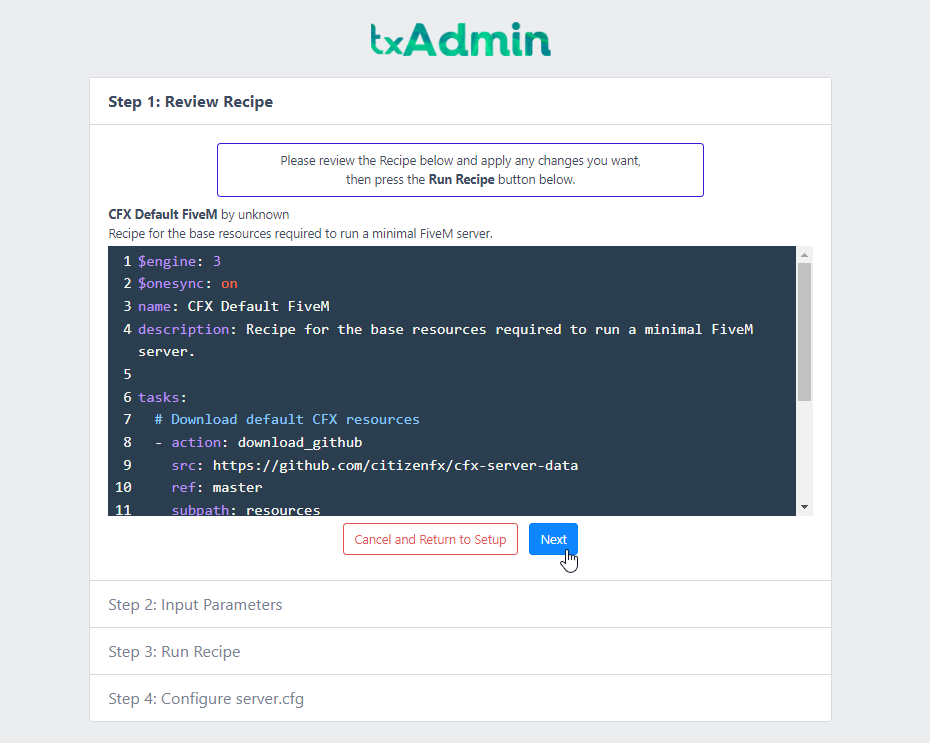 txAdmin
Step 1: Review Recipe
Please review the Recipe below and apply any changes you want,
then press the Run Recipe button below.
CFX Default FiveM by unknown
Recipe for the base resources required to run a minimal FiveM server.
1 $engine: 3
2 $onesync: on
3 name: CFX Default FiveM
4 description: Recipe for the base resources required to run a minimal FiveM
server.
5
6 tasks:
7 # Download default CFX resources
8 - action: download_github
9 src: https://github.com/citizenfx/cfx-server-data
10 ref: master
11 subpath: resources
Cancel and Return to Setup Next
Step 2: Input Parameters
Step 3: Run Recipe
Step 4: Configure server.cfg